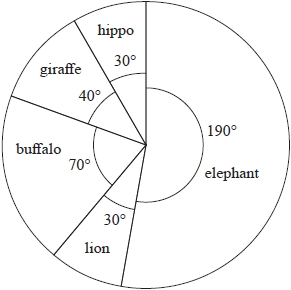 hippo
30°
giraffe
40°
190°
buffalo
70°
elephant
30°
lion